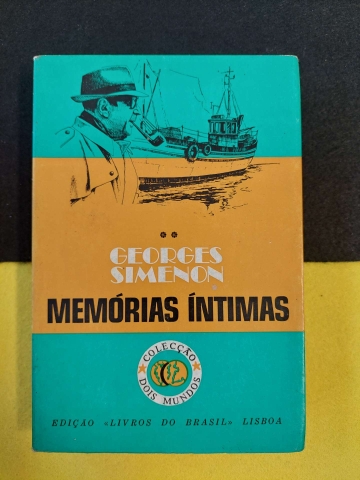 **
GEORGES
SIMENON
MEMÓRIAS ÍNTIMAS
COLECÇÃO
DOIS MUNDOS
EDIÇÃO «LIVROS DO BRASIL» LISBOA